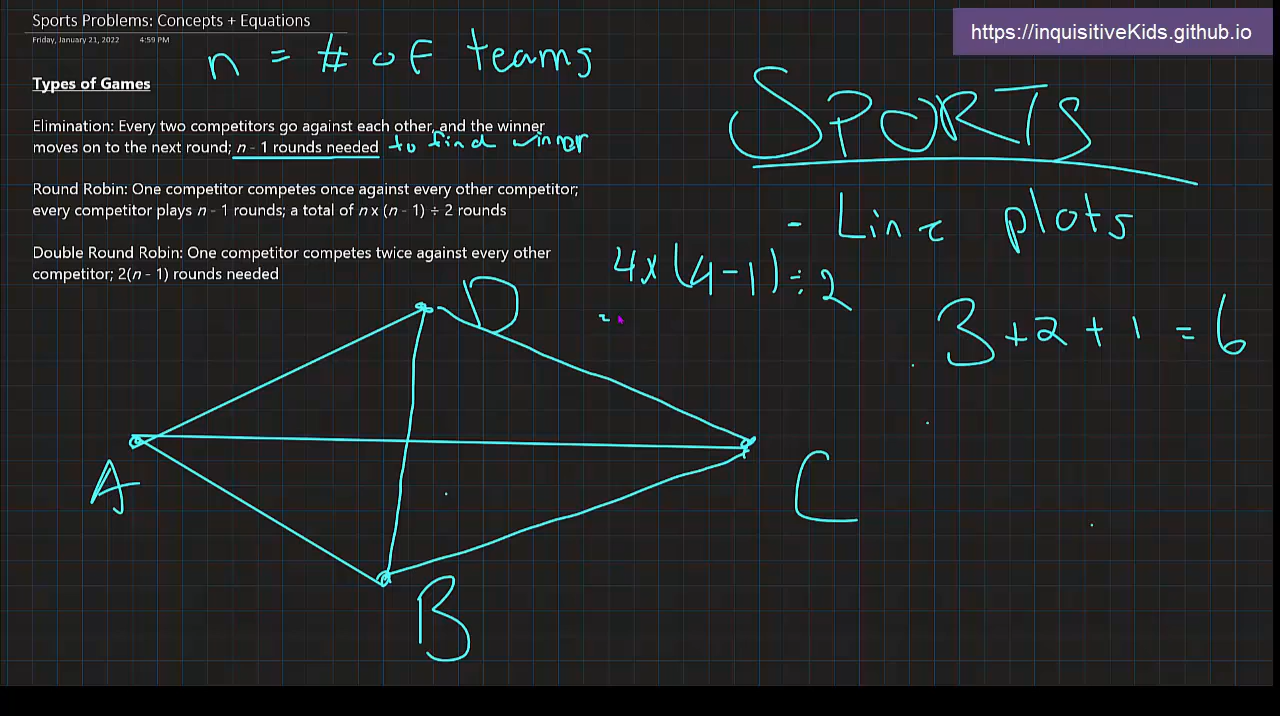 Sports Problems: Concepts + Equations
Friday, January 21, 2022 4:59 PM
https://inquisitiveKids.github.io
n = # of teams
Types of Games
SPORTS
Elimination: Every two competitors go against each other, and the winner
moves on to the next round; n - 1 rounds needed to find winner
Round Robin: One competitor competes once against every other competitor;
every competitor plays n - 1 rounds; a total of n x (n - 1) ÷ 2 rounds
- Line plots
Double Round Robin: One competitor competes twice against every other
competitor; 2(n - 1) rounds needed
4x(4-1)÷2
=
3+2+1=6
D
A
C
B